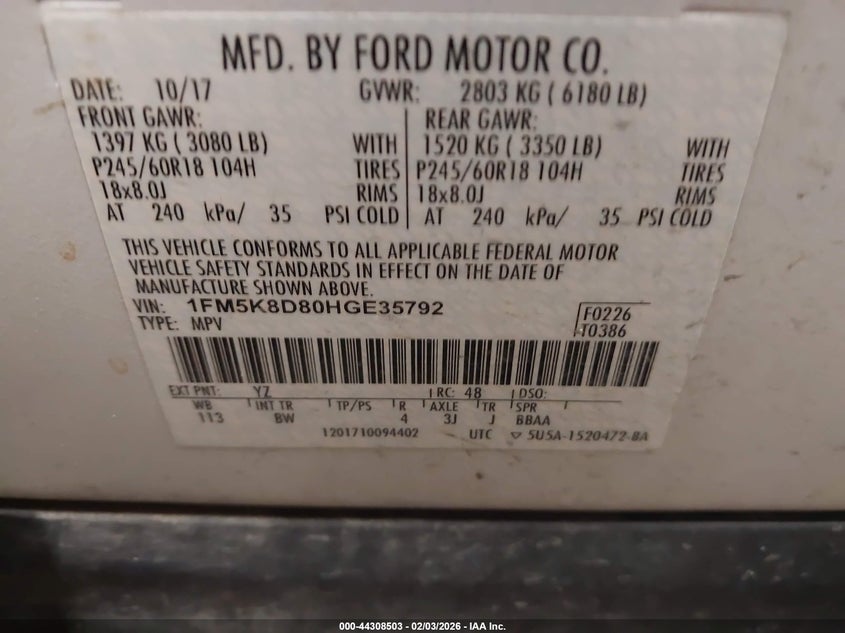 MFD. BY FORD MOTOR CO.
DATE: 10/17 GVWR: 2803 KG ( 6180 LB)
FRONT GAWR: REAR GAWR:
1397 KG ( 3080 LB) WITH 1520 KG ( 3350 LB) WITH
P245/60R18 104H TIRES P245/60R18 104H TIRES
18x8.0J RIMS 18x8.0J RIMS
AT 240 kPa/ 35 PSI COLD AT 240 kPa/ 35 PSI COLD
THIS VEHICLE CONFORMS TO ALL APPLICABLE FEDERAL MOTOR
VEHICLE SAFETY STANDARDS IN EFFECT ON THE DATE OF
MANUFACTURE SHOWN ABOVE.
VIN: 1FM5K8D80HGE35792 F0226
TYPE: MPV T0386
EXT PNT: YZ RC: 48 DSO:
WB INT TR TP/PS R AXLE TR SPR
113 BW 4 3J J BBAA
1201710094402 UTC ▽ 5U5A-1520472-BA
000-44308503 - 02/03/2026 - IAA Inc.